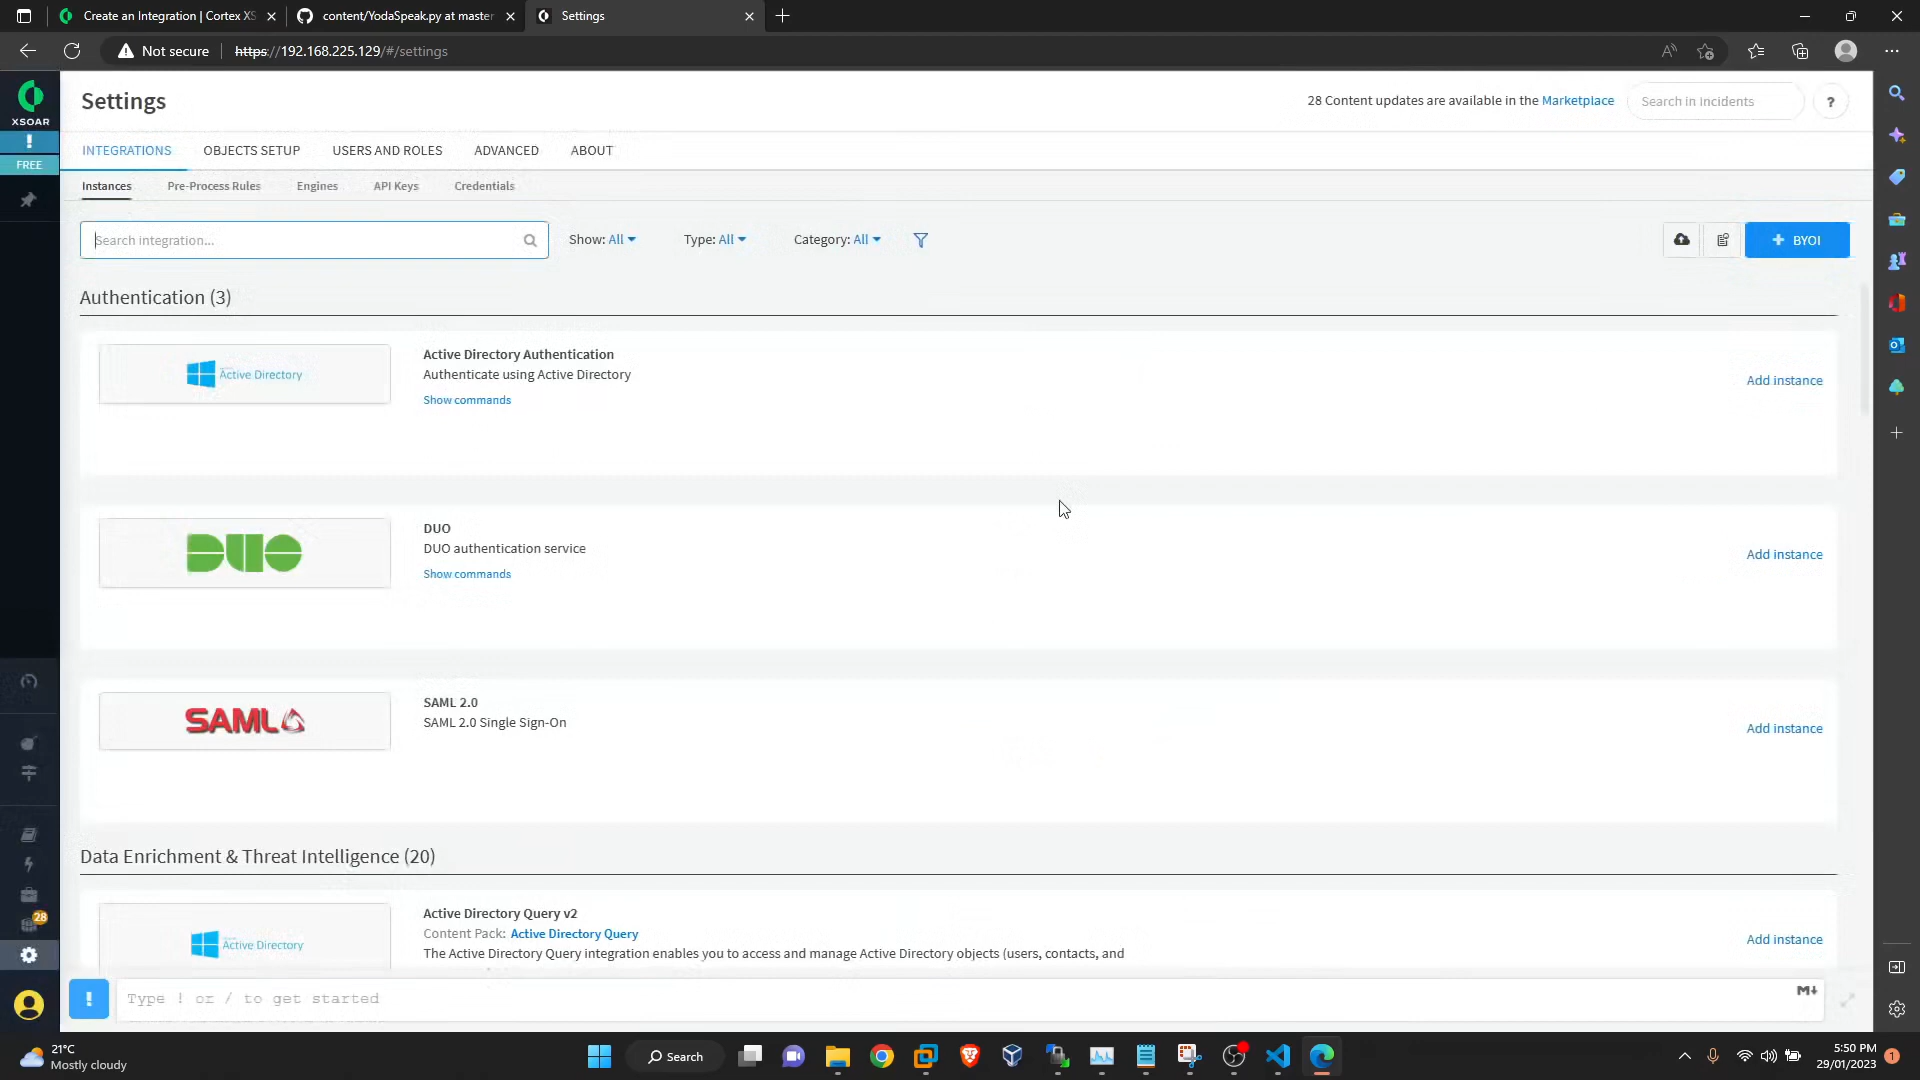 Create an Integration | Cortex XS
content/YodaSpeak.py at master
Settings
Not secure
https://192.168.225.129/#/settings
XSOAR
!
FREE
Settings
28 Content updates are available in the Marketplace
Search in Incidents
?
INTEGRATIONS
OBJECTS SETUP
USERS AND ROLES
ADVANCED
ABOUT
Instances
Pre-Process Rules
Engines
API Keys
Credentials
Search integration...
Show: All
Type: All
Category: All
+ BYOI
Authentication (3)
Active Directory
Active Directory Authentication
Authenticate using Active Directory
Show commands
Add instance
DUO
DUO
DUO authentication service
Show commands
Add instance
SAML
SAML 2.0
SAML 2.0 Single Sign-On
Add instance
Data Enrichment & Threat Intelligence (20)
Active Directory
Active Directory Query v2
Content Pack: Active Directory Query
The Active Directory Query integration enables you to access and manage Active Directory objects (users, contacts, and
Add instance
28
!
Type ! or / to get started
M↓
21°C
Mostly cloudy
Search
5:50 PM
29/01/2023
1